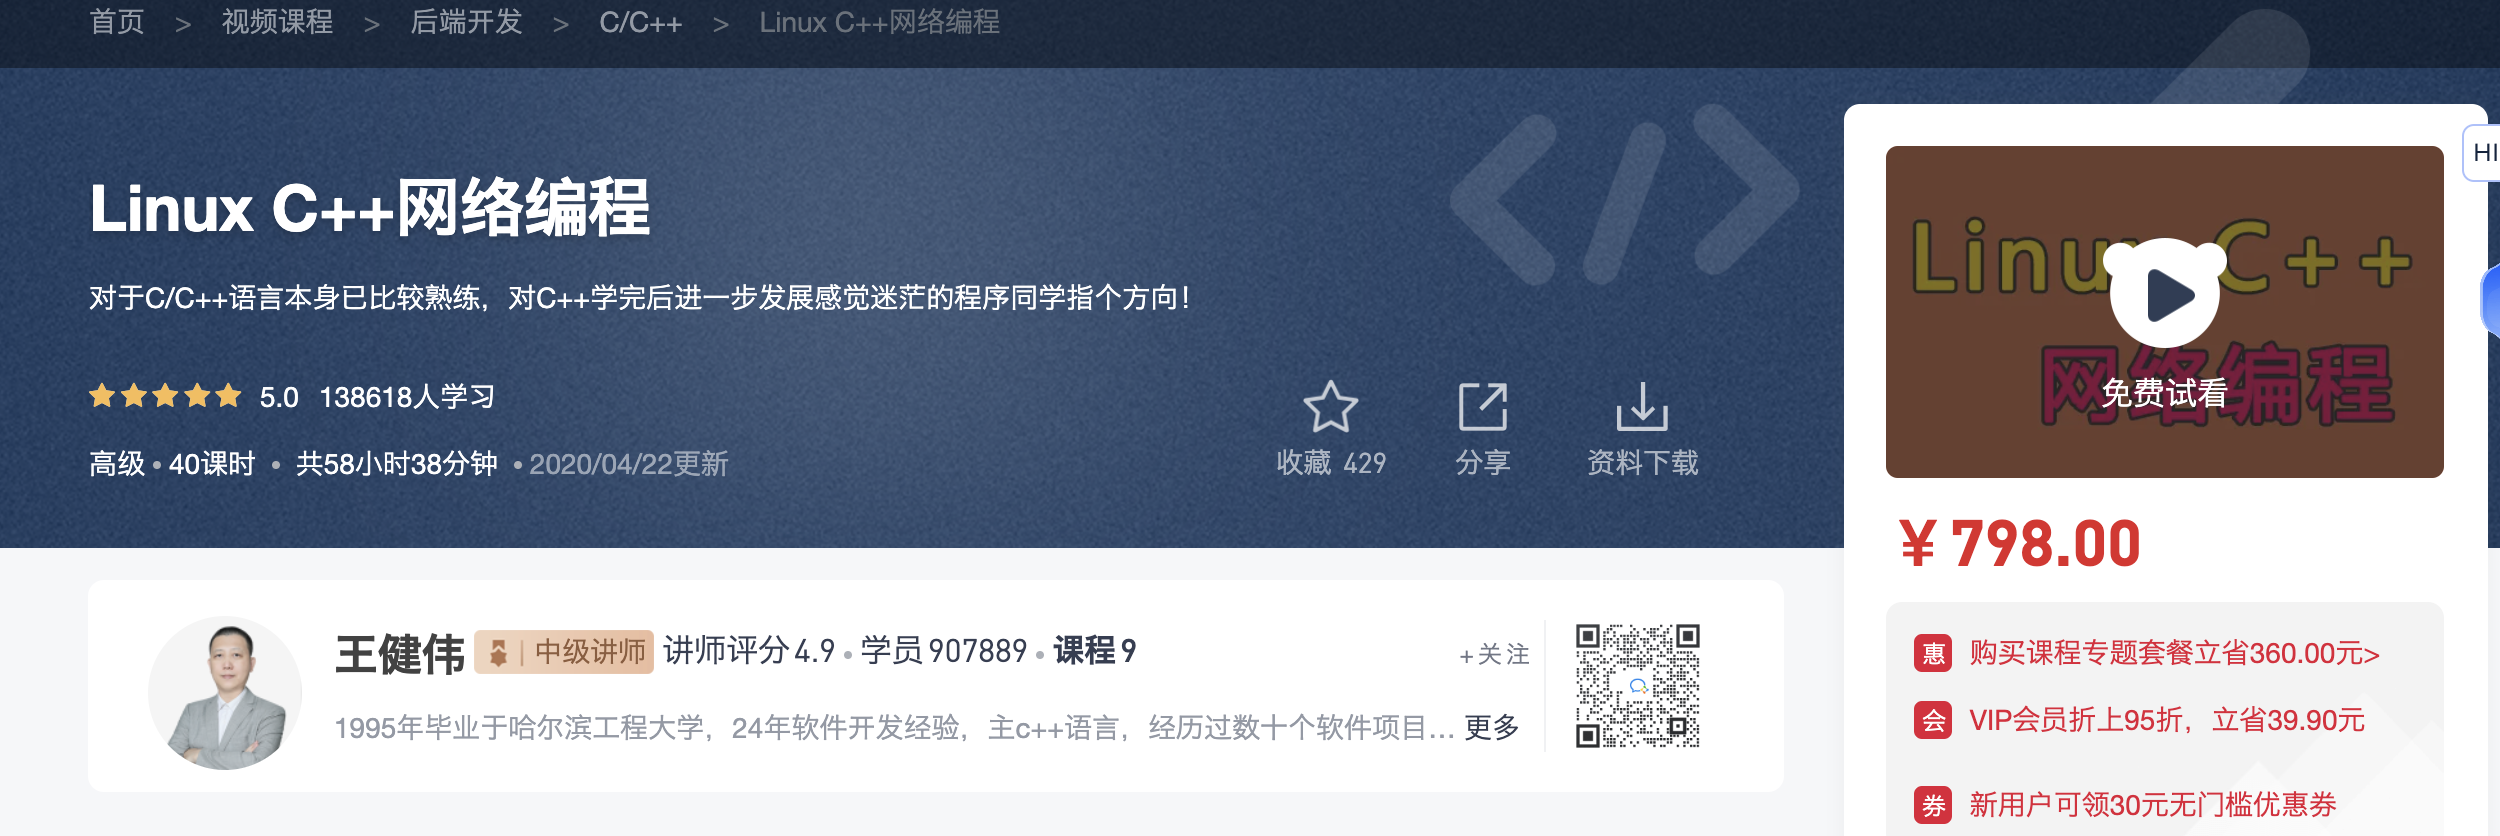 首页 > 视频课程 > 后端开发 > C/C++ > Linux C++网络编程
Linux C++网络编程
对于C/C++语言本身已比较熟练，对C++学完后进一步发展感觉迷茫的程序同学指个方向！
5.0 138618人学习
高级 • 40课时 • 共58小时38分钟 • 2020/04/22更新
收藏 429
分享
资料下载
王健伟 中级讲师 讲师评分4.9 • 学员907889 • 课程9
+关注
1995年毕业于哈尔滨工程大学，24年软件开发经验，主c++语言，经历过数十个软件项目... 更多
HI
Linux C++
网络编程
免费试看
¥ 798.00
惠 购买课程专题套餐立省360.00元>
会 VIP会员折上95折，立省39.90元
券 新用户可领30元无门槛优惠券